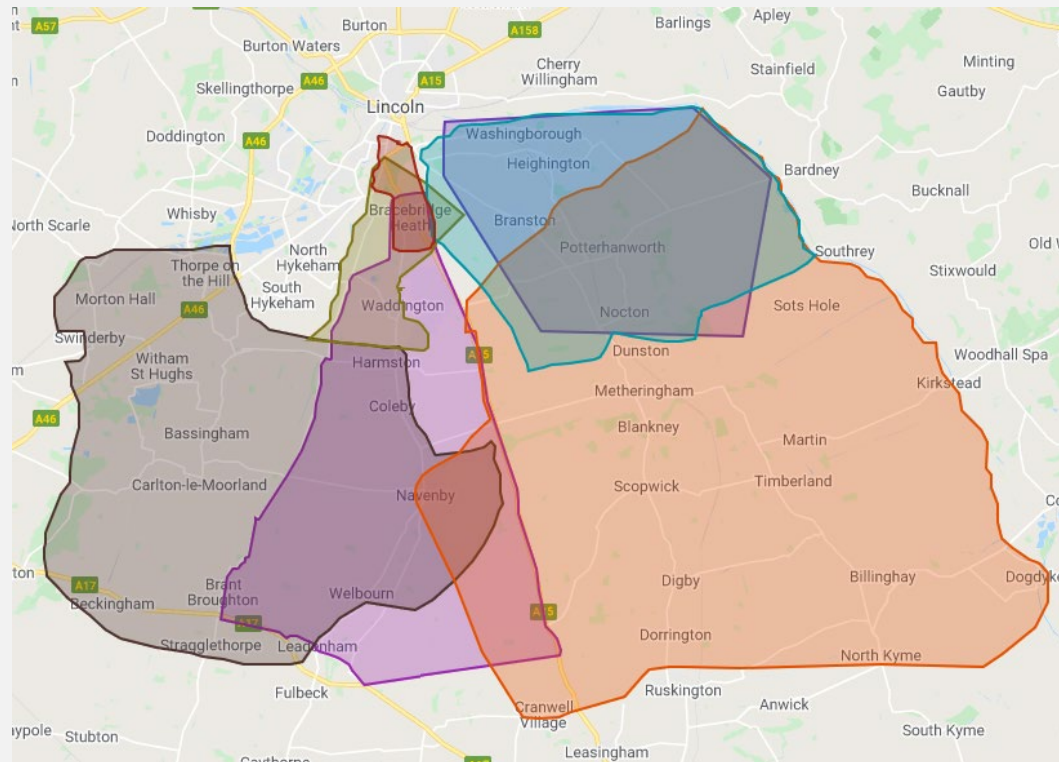 Apley
Burton
Barlings
A57
A158
Burton Waters
Cherry
Willingham
Stainfield
Minting
A46
A15
Skellingthorpe
Gautby
Lincoln
Doddington
A46
Washingborough
Heighington
Bardney
Bucknall
Whisby
Bracebridge
Heath
Branston
North Scarle
Potterhanworth
Southrey
North
Hykeham
Thorpe on
the Hill
Stixwould
South
Hykeham
Morton Hall
Waddington
Nocton
Sots Hole
A46
Swinderby
Witham
St Hughs
Harmston
A15
Dunston
Woodhall Spa
Metheringham
Kirkstead
Coleby
A46
Bassingham
Blankney
Martin
Carlton-le-Moorland
Navenby
Scopwick
Timberland
A17
Brant
Broughton
Welbourn
Digby
Billinghay
Dogdyke
Beckingham
A15
A17
Stragglethorpe
Leadenham
Dorrington
North Kyme
Fulbeck
Ruskington
Cranwell
Village
Anwick
Stubton
South Kyme
Leasingham